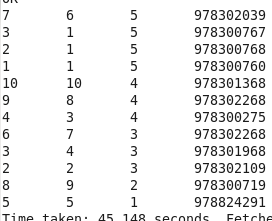 OK
7 6 5 978302039
3 1 5 978300767
2 1 5 978300768
1 1 5 978300760
10 10 4 978301368
9 8 4 978302268
4 3 4 978300275
6 7 3 978302268
3 4 3 978301968
2 2 3 978302109
8 9 2 978300719
5 5 1 978824291
Time taken: 45.148 seconds, Fetche